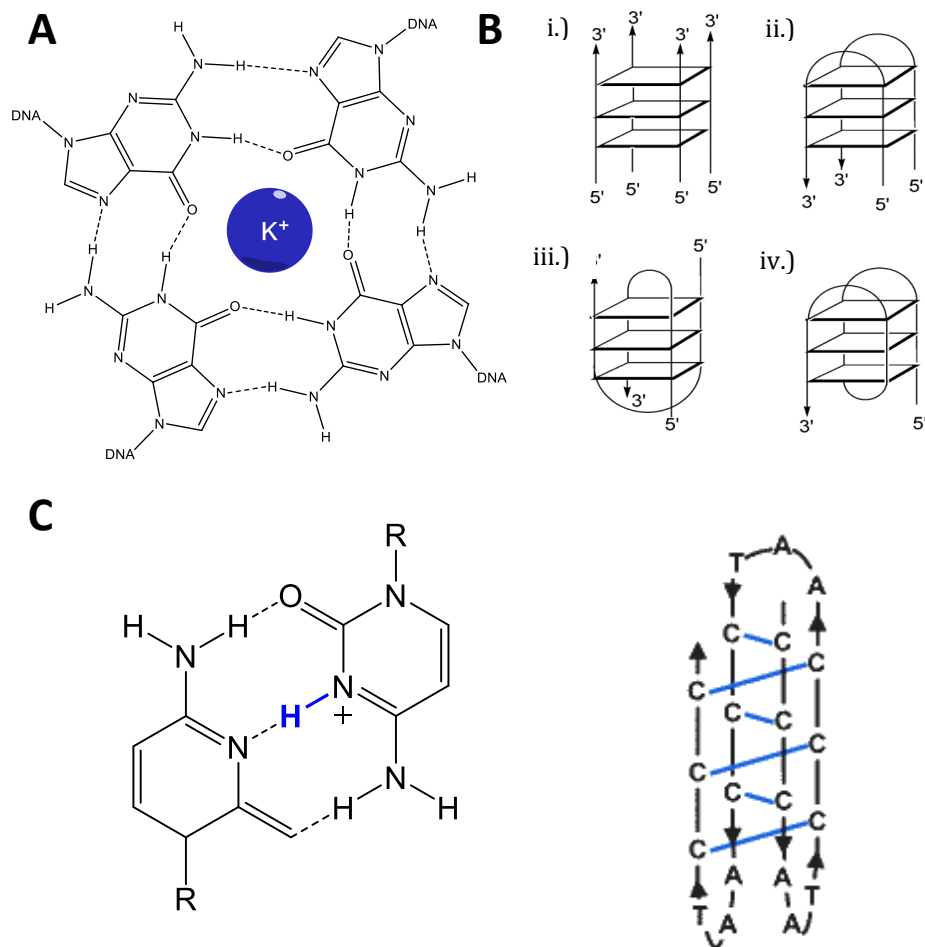 A
DNA
H
N H N N
N
DNA
N
N H
N
O
N H
N
N O H
K+
H
H H O
N
N N
H O H N
N N
N DNA
N H N
N H
DNA
B
i.)
3' 3' 3' 3'
5' 5' 5' 5'
ii.)
3' 3' 5' 5'
iii.)
5'
3'
5'
iv.)
3' 5'
C
R
O N
H H
N N
H +
N
N
H H
R
A
T
A
C C
C C
C C
C C
C C
C C
A A
T T
A A